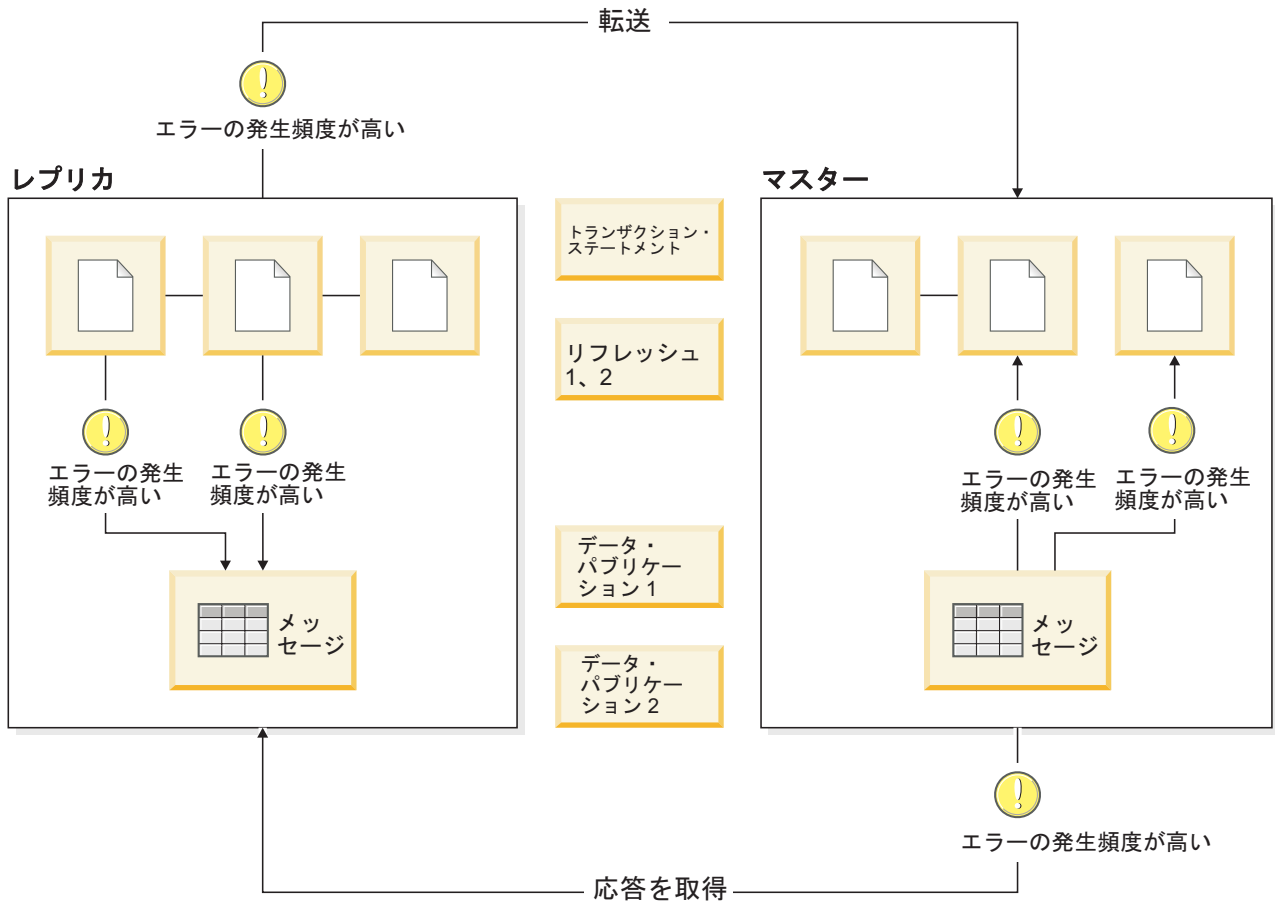 転送
エラーの発生頻度が高い
レプリカ
マスター
トランザクション・
ステートメント
リフレッシュ
1、2
エラーの発生
頻度が高い
エラーの発生
頻度が高い
エラーの発生
頻度が高い
エラーの発生
頻度が高い
データ・
パブリケー
ション 1
メッ
セージ
メッ
セージ
データ・
パブリケー
ション 2
エラーの発生頻度が高い
応答を取得